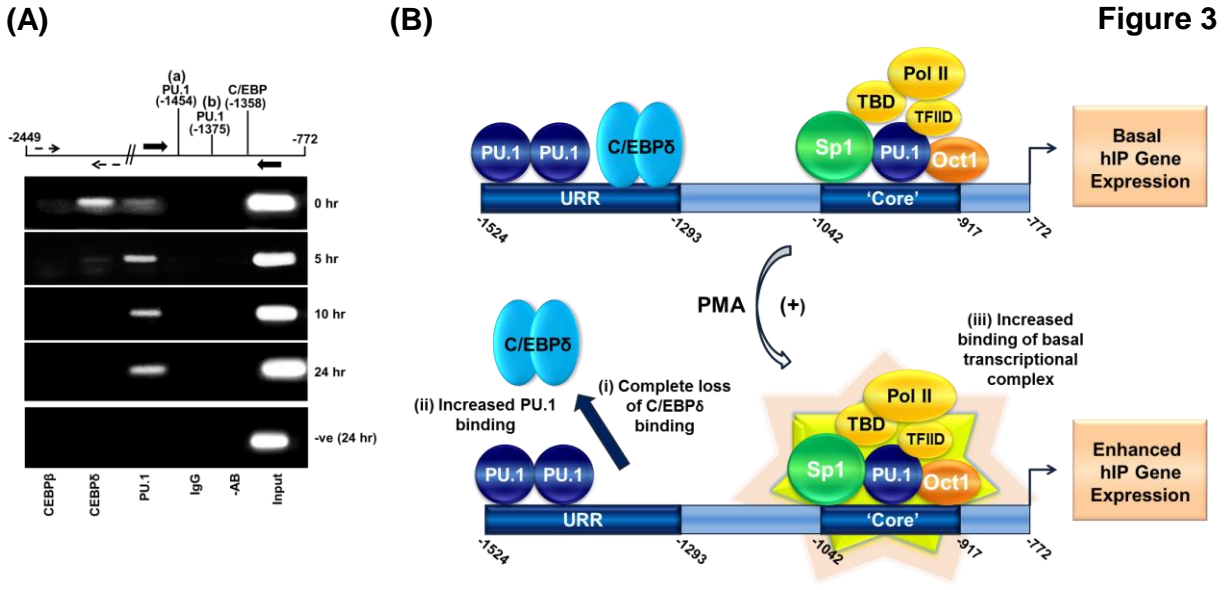 (A)
(B)
Figure 3
(a)
PU.1
(-1454)
(b)
PU.1
(-1375)
C/EBP
(-1358)
-2449
-772
0 hr
5 hr
10 hr
24 hr
-ve (24 hr)
CEBPβ
CEBPδ
PU.1
IgG
-AB
Input
Pol II
TBD
TFIID
PU.1
PU.1
C/EBPδ
Sp1
PU.1
Oct1
URR
'Core'
-1524
-1293
-1042
-917
-772
Basal
hIP Gene
Expression
PMA
(+)
C/EBPδ
(i) Complete loss
of C/EBPδ
binding
(ii) Increased PU.1
binding
(iii) Increased
binding of basal
transcriptional
complex
Pol II
TBD
TFIID
PU.1
PU.1
Sp1
PU.1
Oct1
URR
'Core'
-1524
-1293
-1042
-917
-772
Enhanced
hIP Gene
Expression